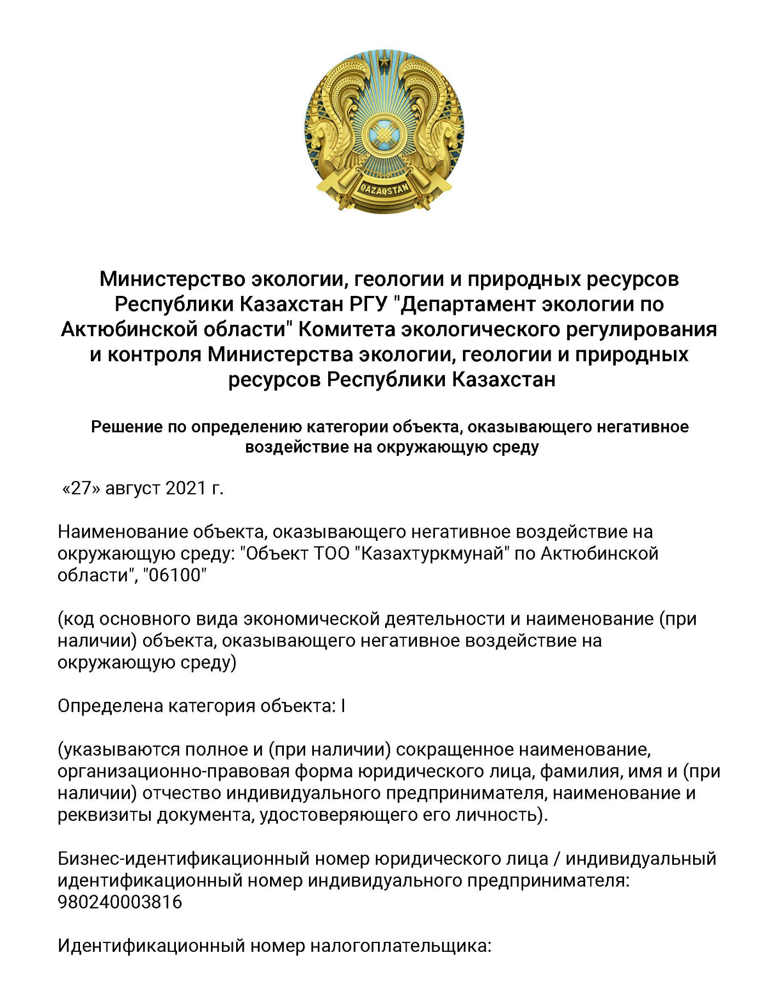 QAZAQSTAN
Министерство экологии, геологии и природных ресурсов
Республики Казахстан РГУ "Департамент экологии по
Актюбинской области" Комитета экологического регулирования
и контроля Министерства экологии, геологии и природных
ресурсов Республики Казахстан
Решение по определению категории объекта, оказывающего негативное
воздействие на окружающую среду
«27» август 2021 г.
Наименование объекта, оказывающего негативное воздействие на
окружающую среду: "Объект ТОО "Казахтуркмунай" по Актюбинской
области", "06100"
(код основного вида экономической деятельности и наименование (при
наличии) объекта, оказывающего негативное воздействие на
окружающую среду)
Определена категория объекта: I
(указываются полное и (при наличии) сокращенное наименование,
организационно-правовая форма юридического лица, фамилия, имя и (при
наличии) отчество индивидуального предпринимателя, наименование и
реквизиты документа, удостоверяющего его личность).
Бизнес-идентификационный номер юридического лица / индивидуальный
идентификационный номер индивидуального предпринимателя:
980240003816
Идентификационный номер налогоплательщика: